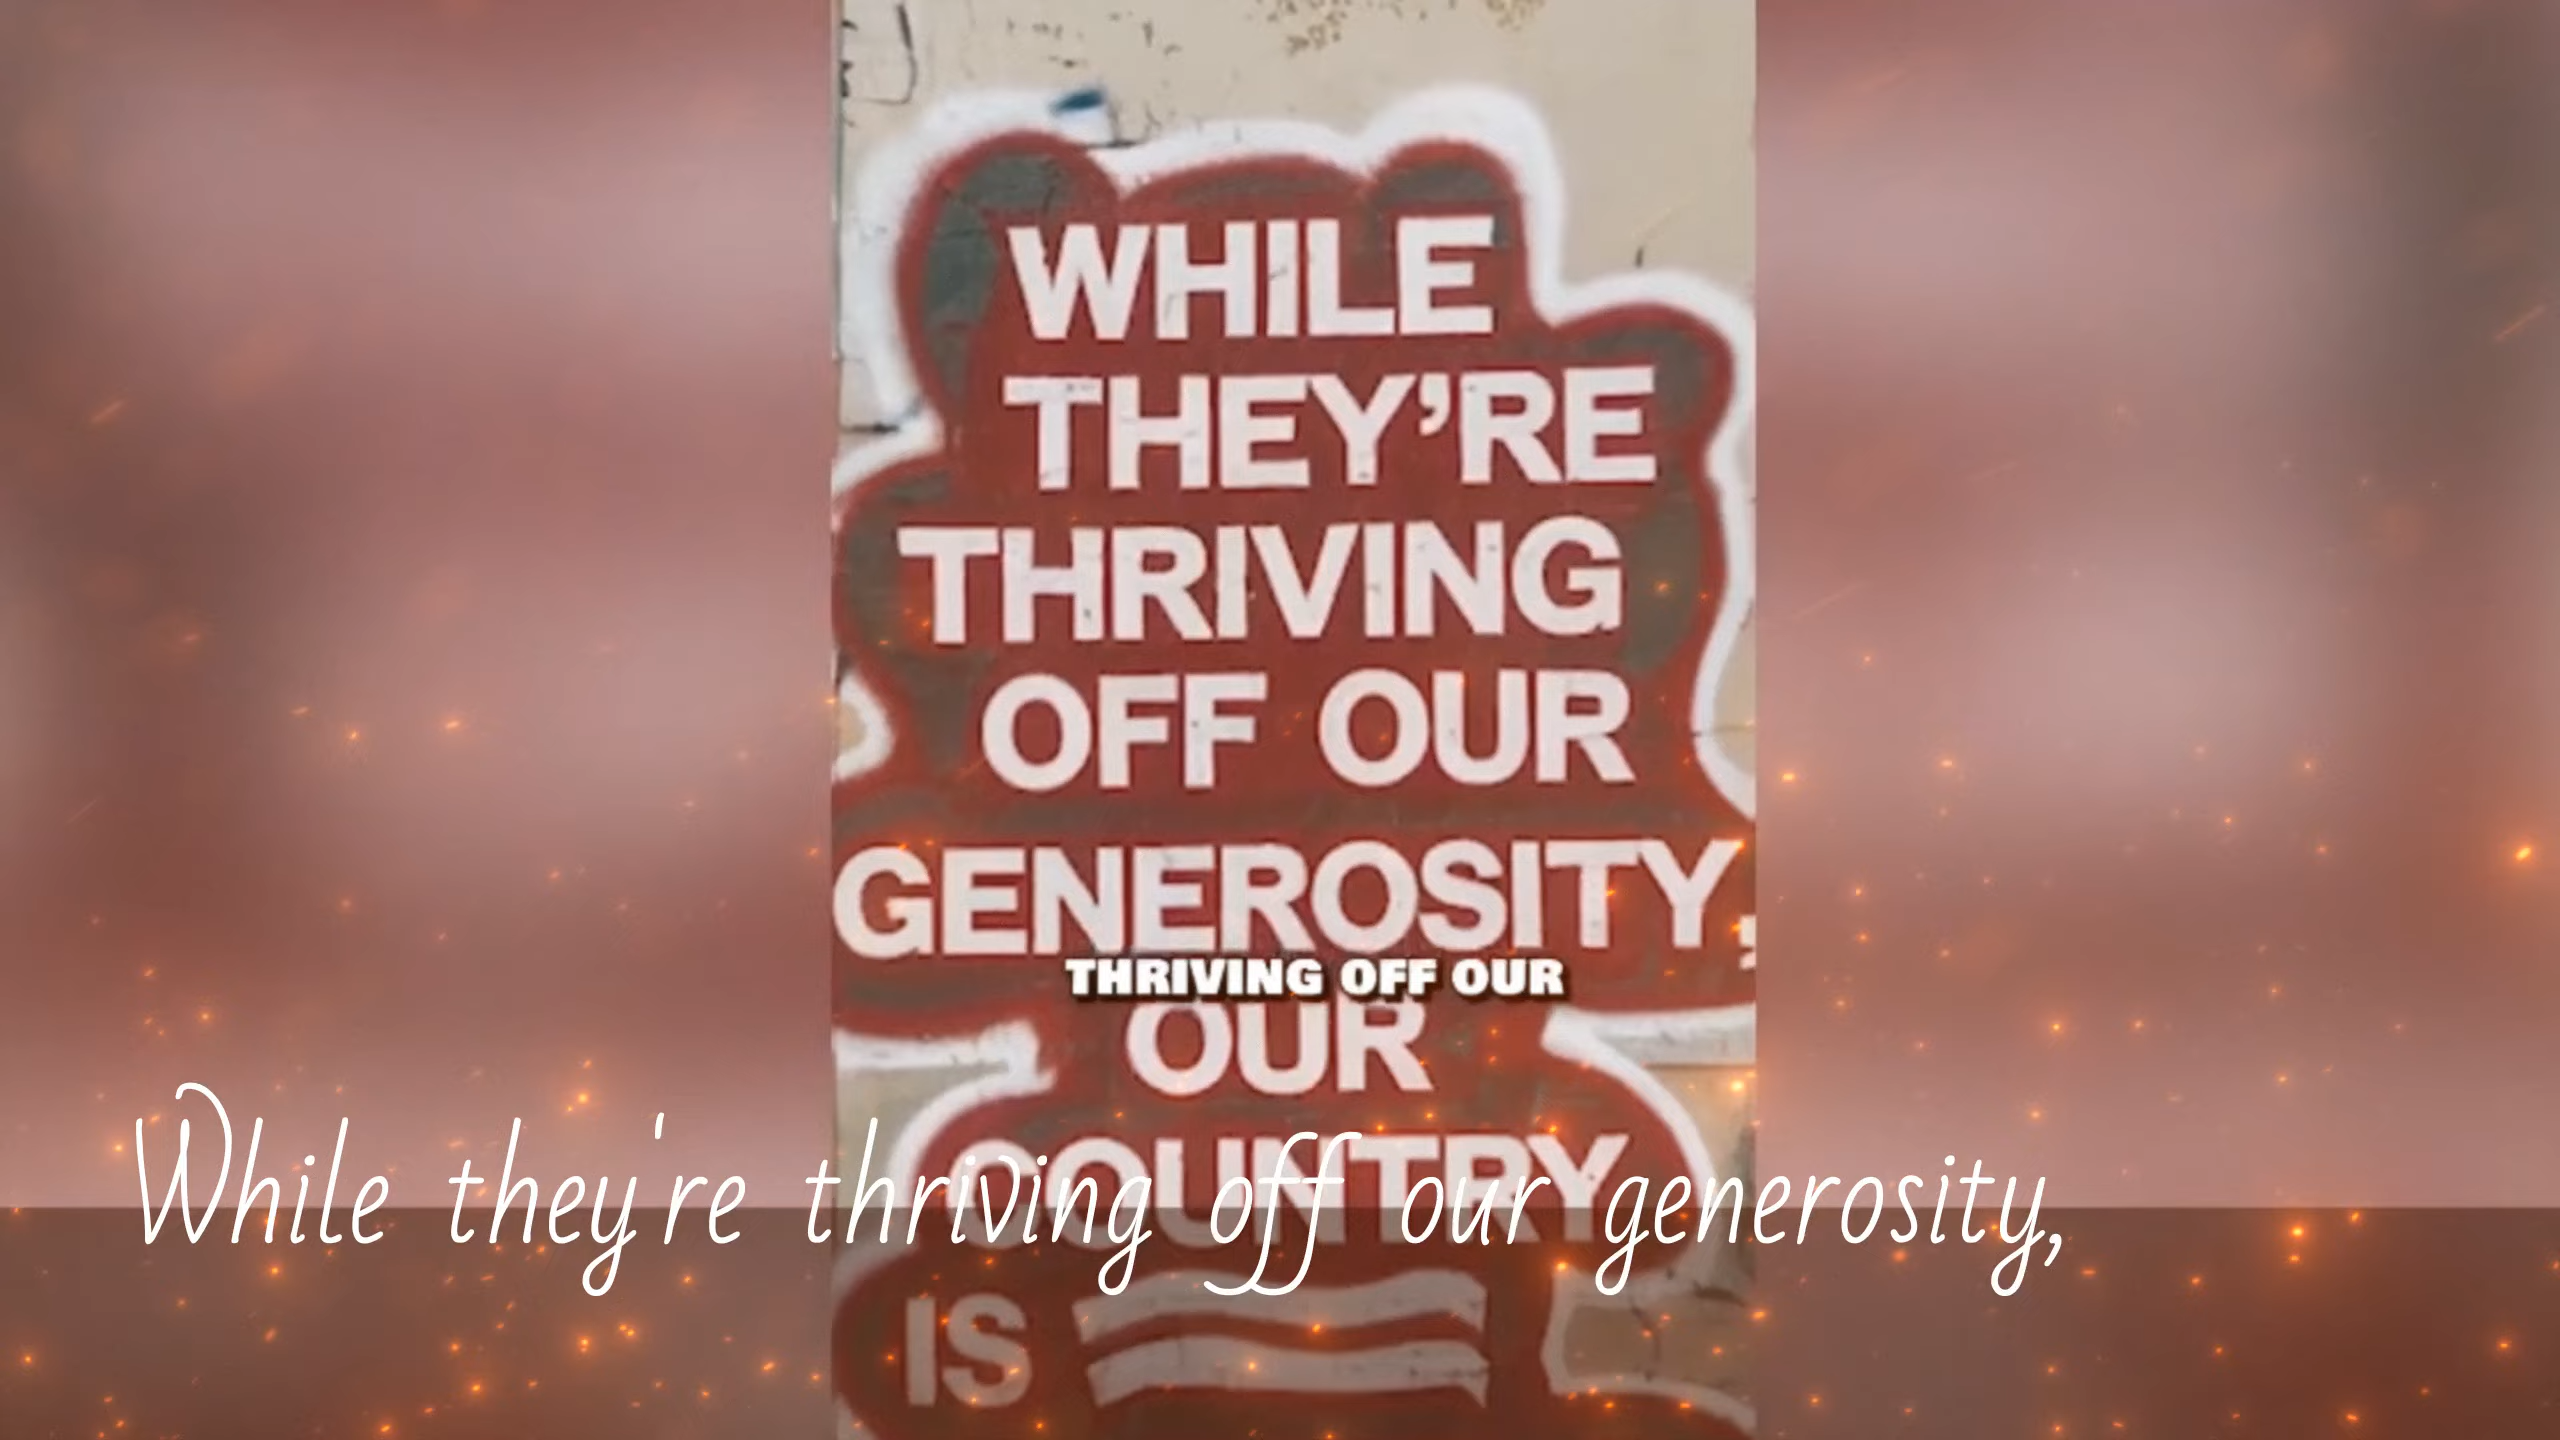 WHILE
THEY'RE
THRIVING
OFF OUR
GENEROSITY,
THRIVING OFF OUR
OUR
COUNTRY
While they're thriving off our generosity,
IS